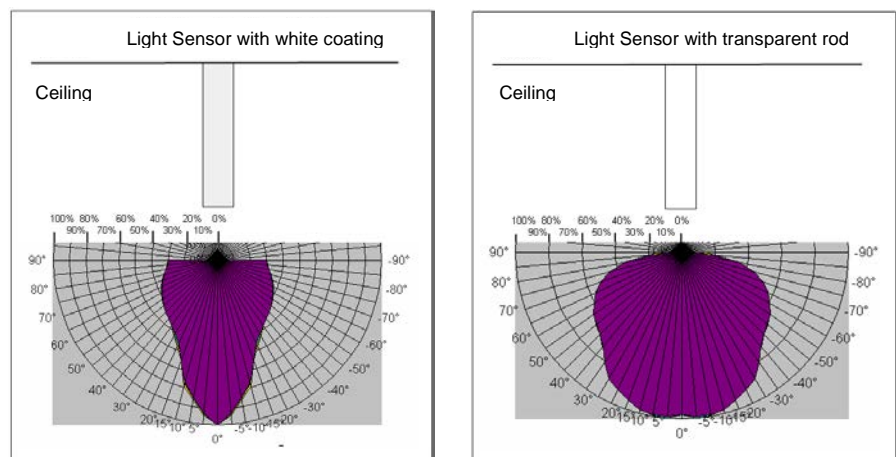 Light Sensor with white coating
Ceiling
100% 80% 60% 40% 20% 0%
90% 70% 50% 30% 10%
90° -90°
80° -80°
70° -70°
60° -60°
50° -50°
40° -40°
30° -30°
20° 15° 10° 5° -5° -10° -15° -20°
0°
Light Sensor with transparent rod
Ceiling
100% 80% 60% 40% 20% 0%
90% 70% 50% 30% 10%
90° -90°
80° -80°
70° -70°
60° -60°
50° -50°
40° -40°
30° -30°
20° 15° 10° 5° -5° -10° -15° -20°
0°